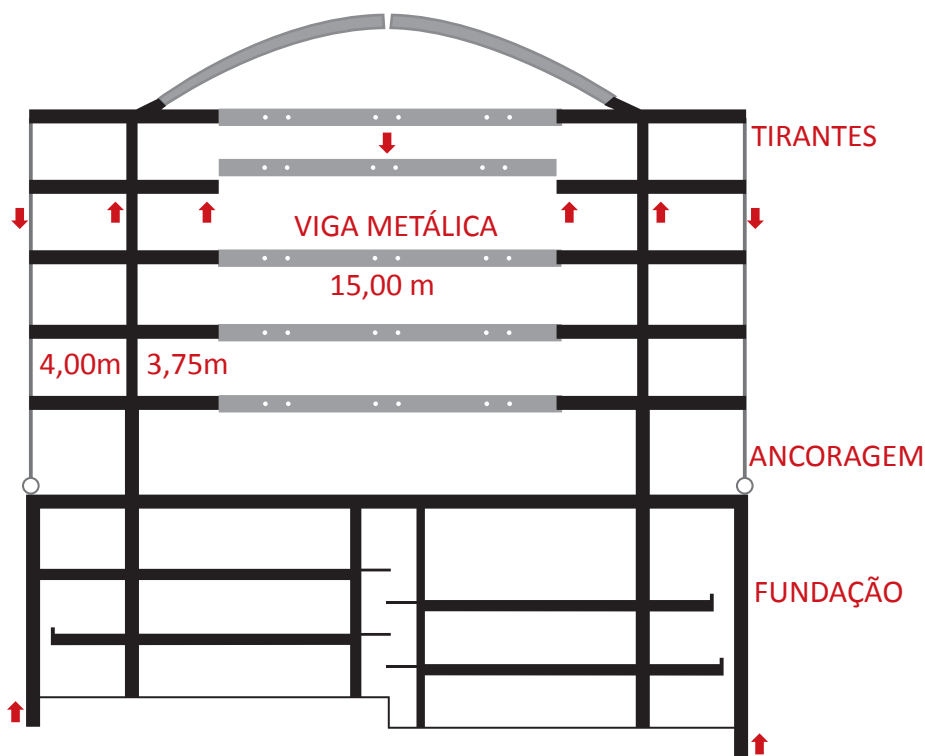 TIRANTES
VIGA METÁLICA
15,00 m
4,00m
3,75m
ANCORAGEM
FUNDAÇÃO